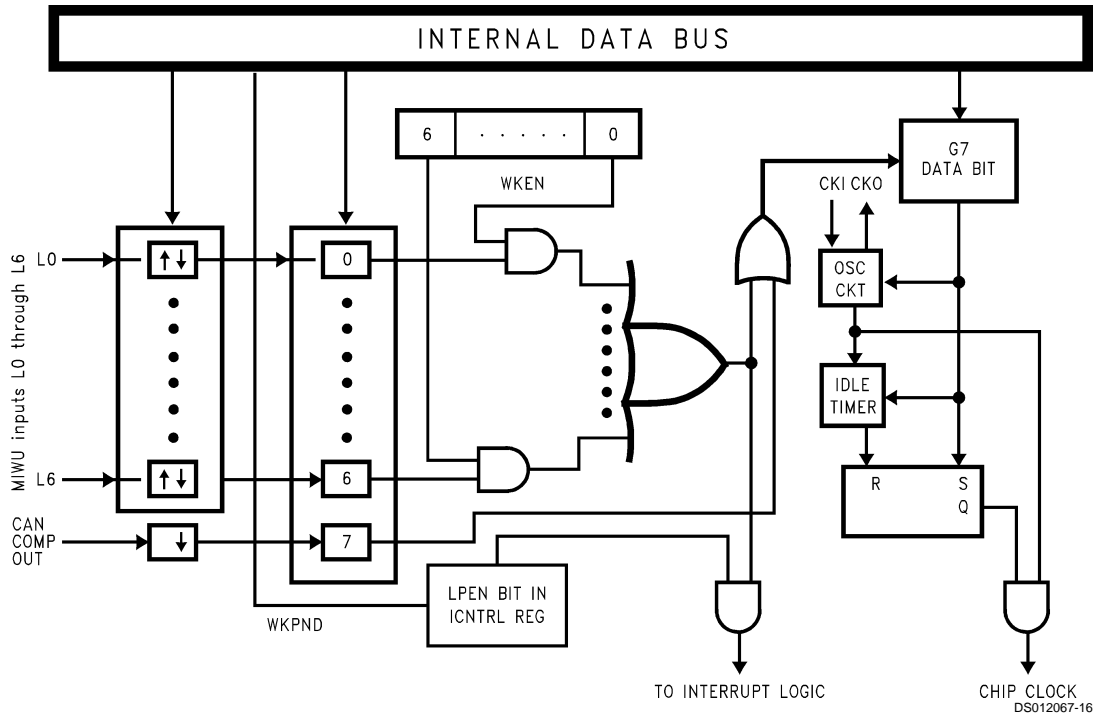 INTERNAL DATA BUS
6 · · · · · 0
WKEN
G7
DATA BIT
CKI CKO
MIWU inputs L0 through L6
L0
0
OSC
CKT
IDLE
TIMER
L6
6
R
S
Q
CAN
COMP
OUT
7
LPEN BIT IN
ICNTRL REG
WKPND
TO INTERRUPT LOGIC
CHIP CLOCK
DS012067-16